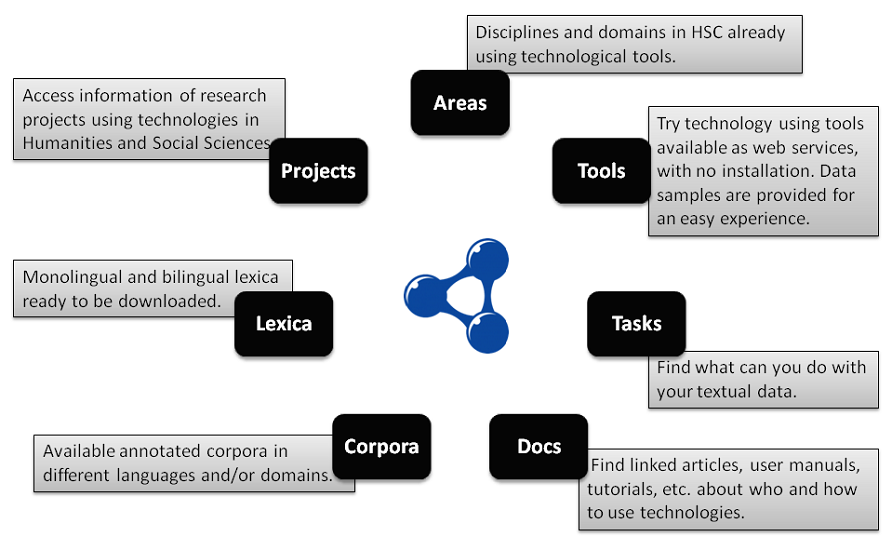 Disciplines and domains in HSC already
using technological tools.
Areas
Access information of research
projects using technologies in
Humanities and Social Sciences
Projects
Try technology using tools
available as web services,
with no installation. Data
samples are provided for
an easy experience.
Tools
Monolingual and bilingual lexica
ready to be downloaded.
Lexica
Tasks
Find what can you do with
your textual data.
Available annotated corpora in
different languages and/or domains.
Corpora
Docs
Find linked articles, user manuals,
tutorials, etc. about who and how
to use technologies.